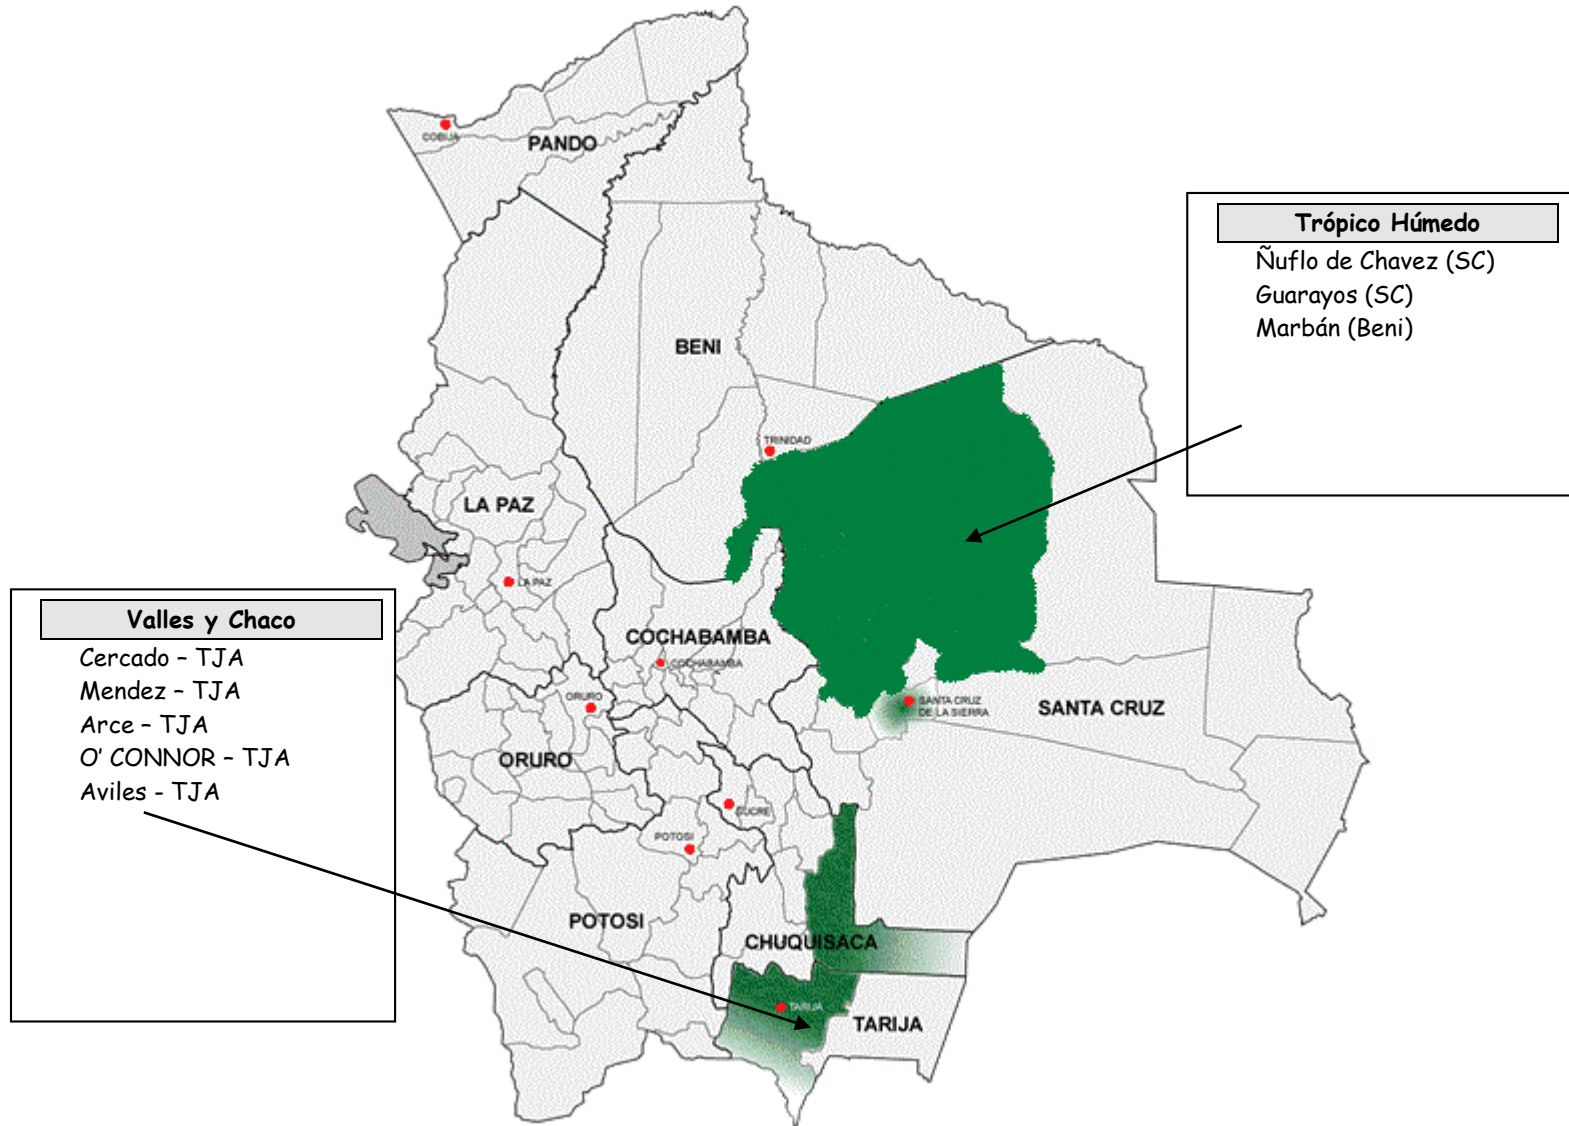 COBIJA
PANDO
Trópico Húmedo
Ñuflo de Chavez (SC)
Guarayos (SC)
Marbán (Beni)
BENI
TRINIDAD
LA PAZ
LA PAZ
Valles y Chaco
Cercado – TJA
Mendez – TJA
Arce – TJA
O' CONNOR – TJA
Aviles - TJA
COCHABAMBA
COCHABAMBA
ORURO
SANTA CRUZ
DE LA SIERRA
SANTA CRUZ
ORURO
SUCRE
POTOSI
POTOSI
CHUQUISACA
TARIJA
TARIJA